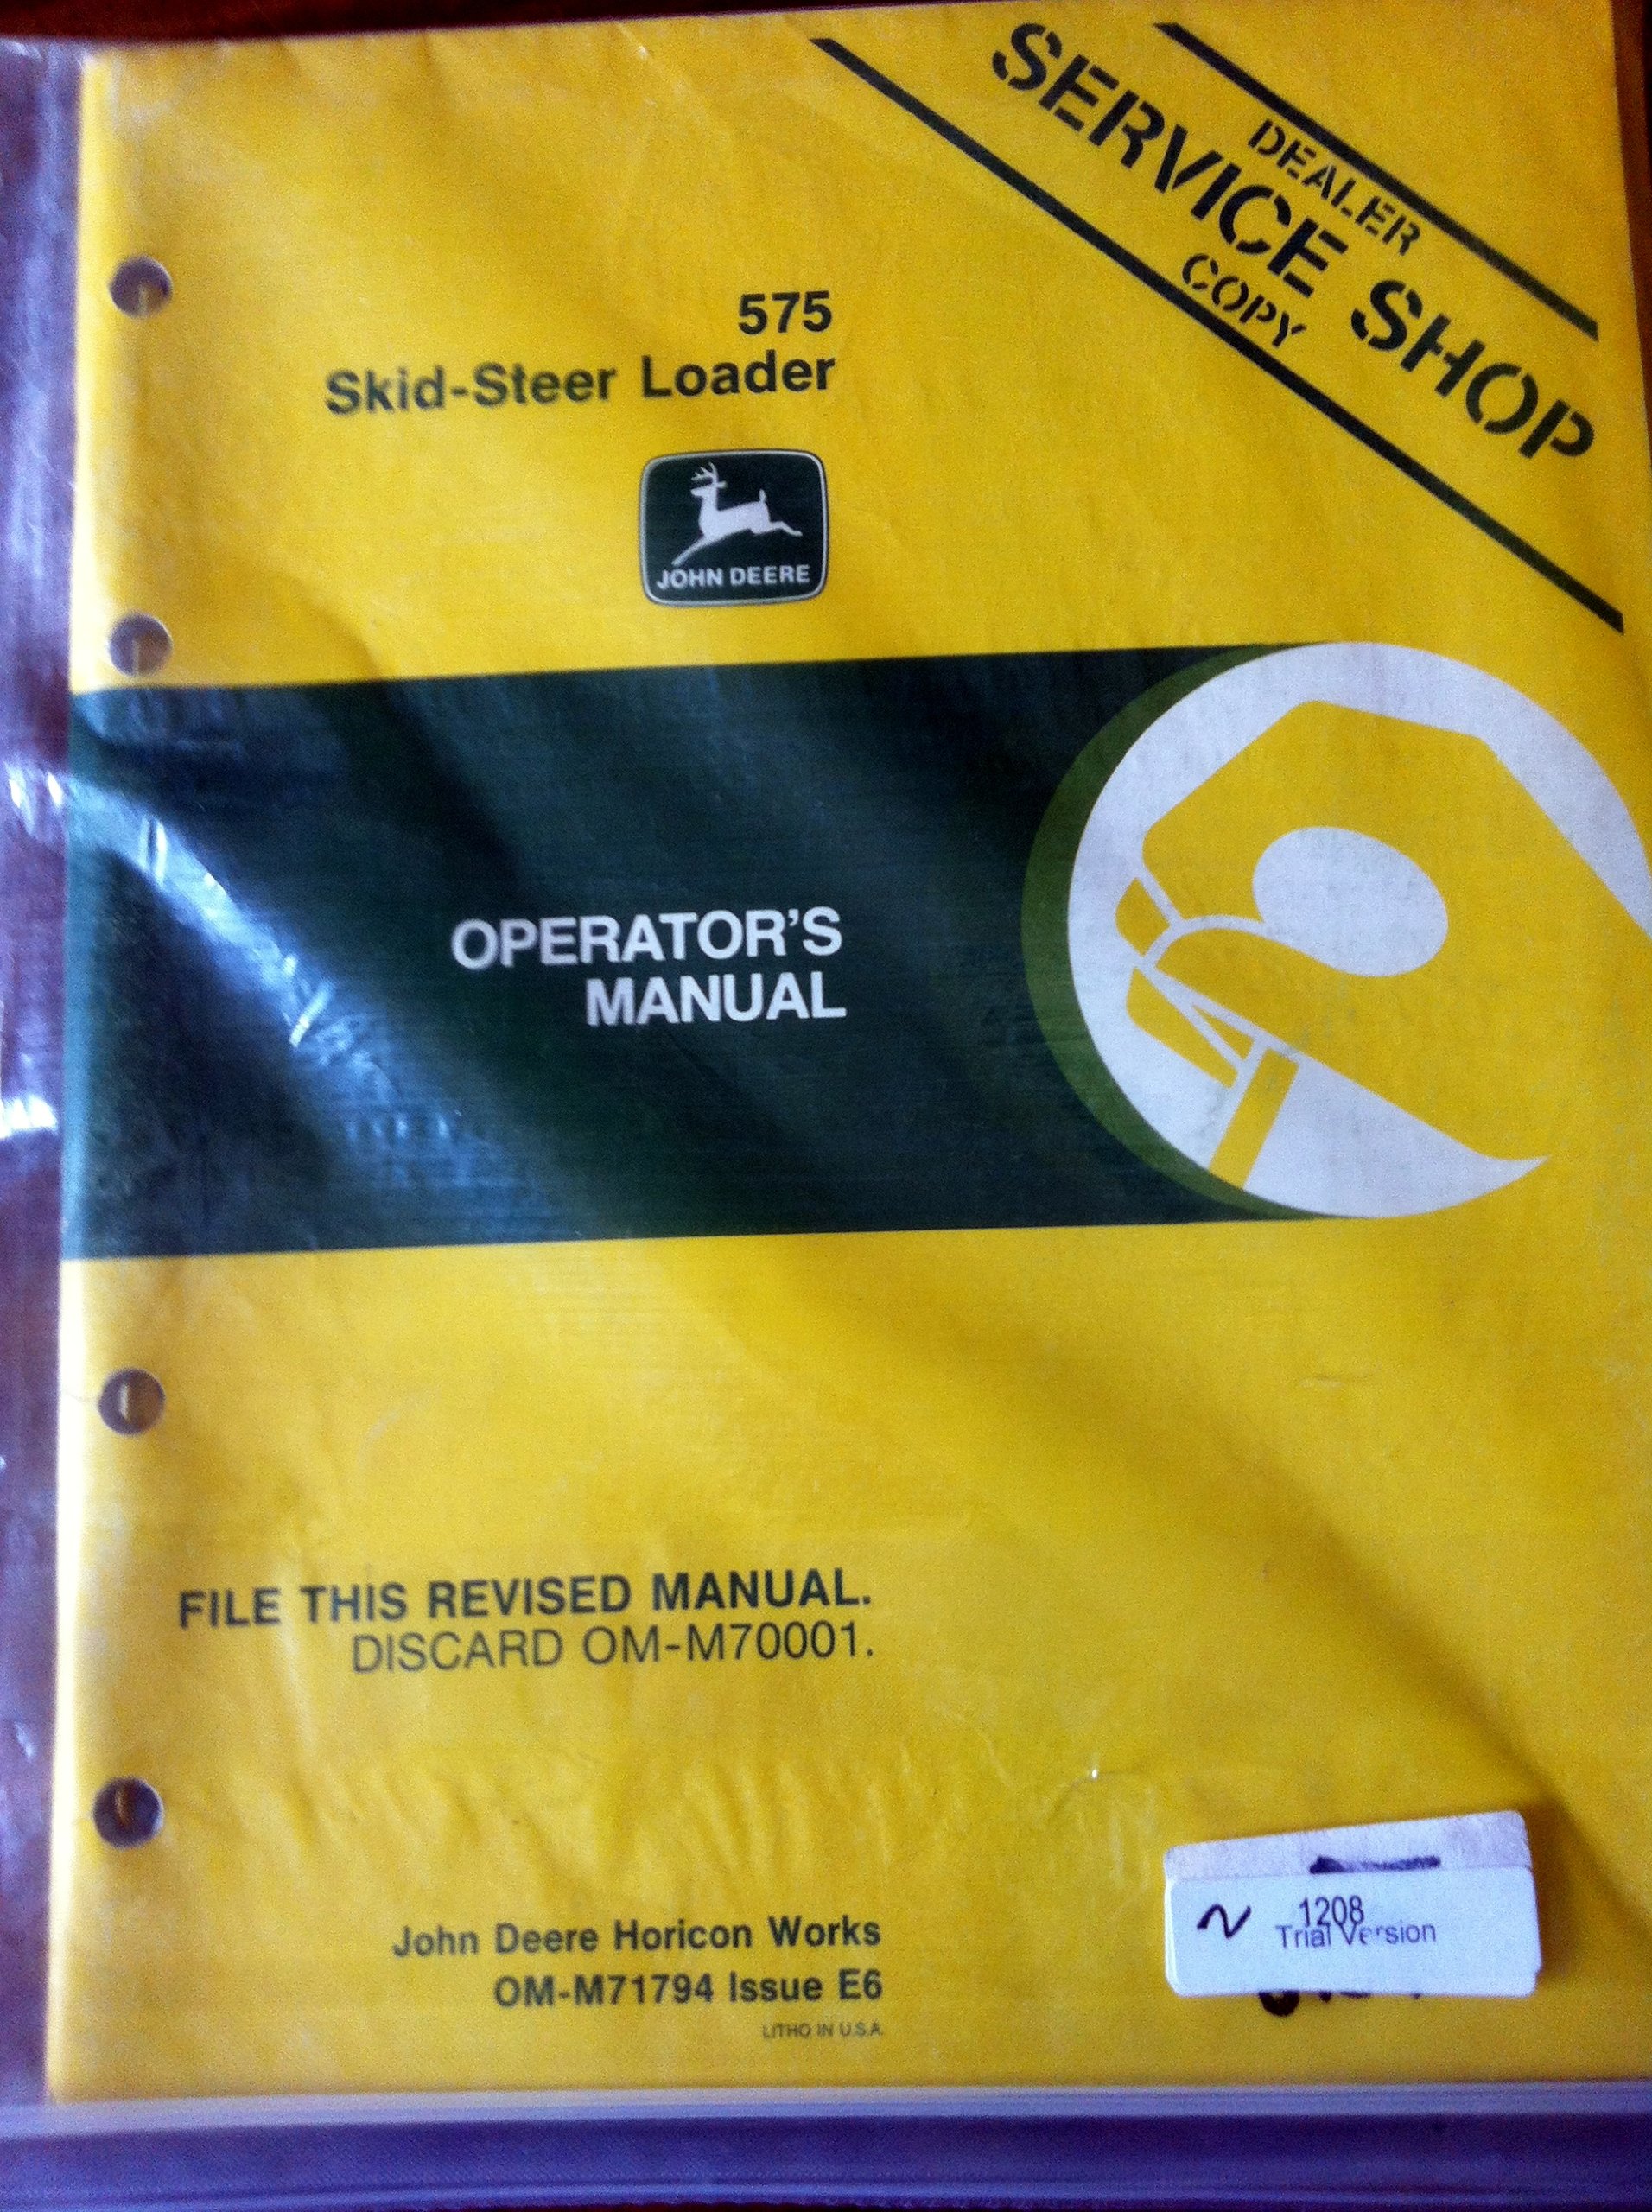 DEALER
SERVICE SHOP
COPY
575
Skid-Steer Loader
JOHN DEERE
OPERATOR'S
MANUAL
FILE THIS REVISED MANUAL.
DISCARD OM-M70001.
John Deere Horicon Works
OM-M71794 Issue E6
LITHO IN U.S.A.
1208
Trial Version